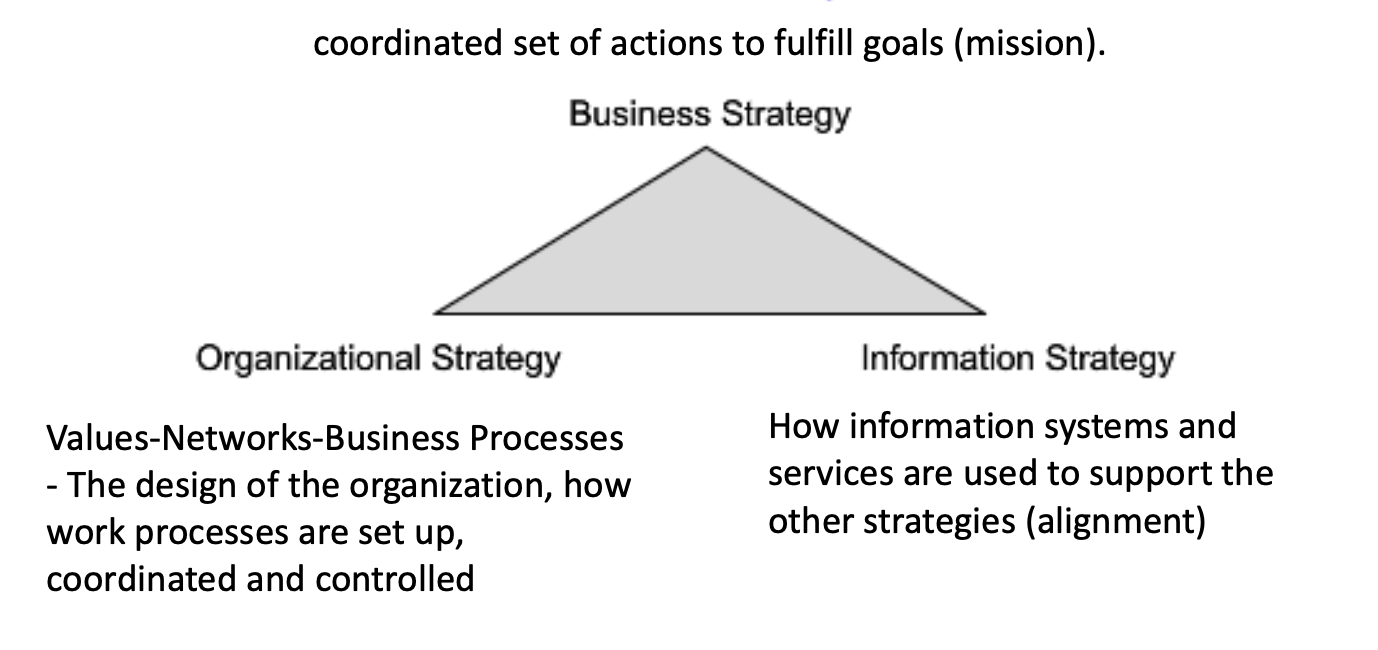 coordinated set of actions to fulfill goals (mission).
Business Strategy
Organizational Strategy
Information Strategy
Values-Networks-Business Processes
- The design of the organization, how
work processes are set up,
coordinated and controlled
How information systems and
services are used to support the
other strategies (alignment)